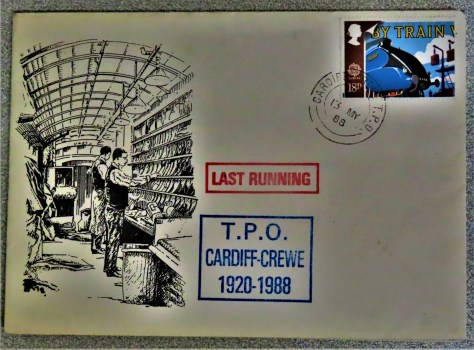 BY TRAIN
18P
CARDIFF
T.P.O.
13 MY
88
LAST RUNNING
T.P.O.
CARDIFF-CREWE
1920-1988